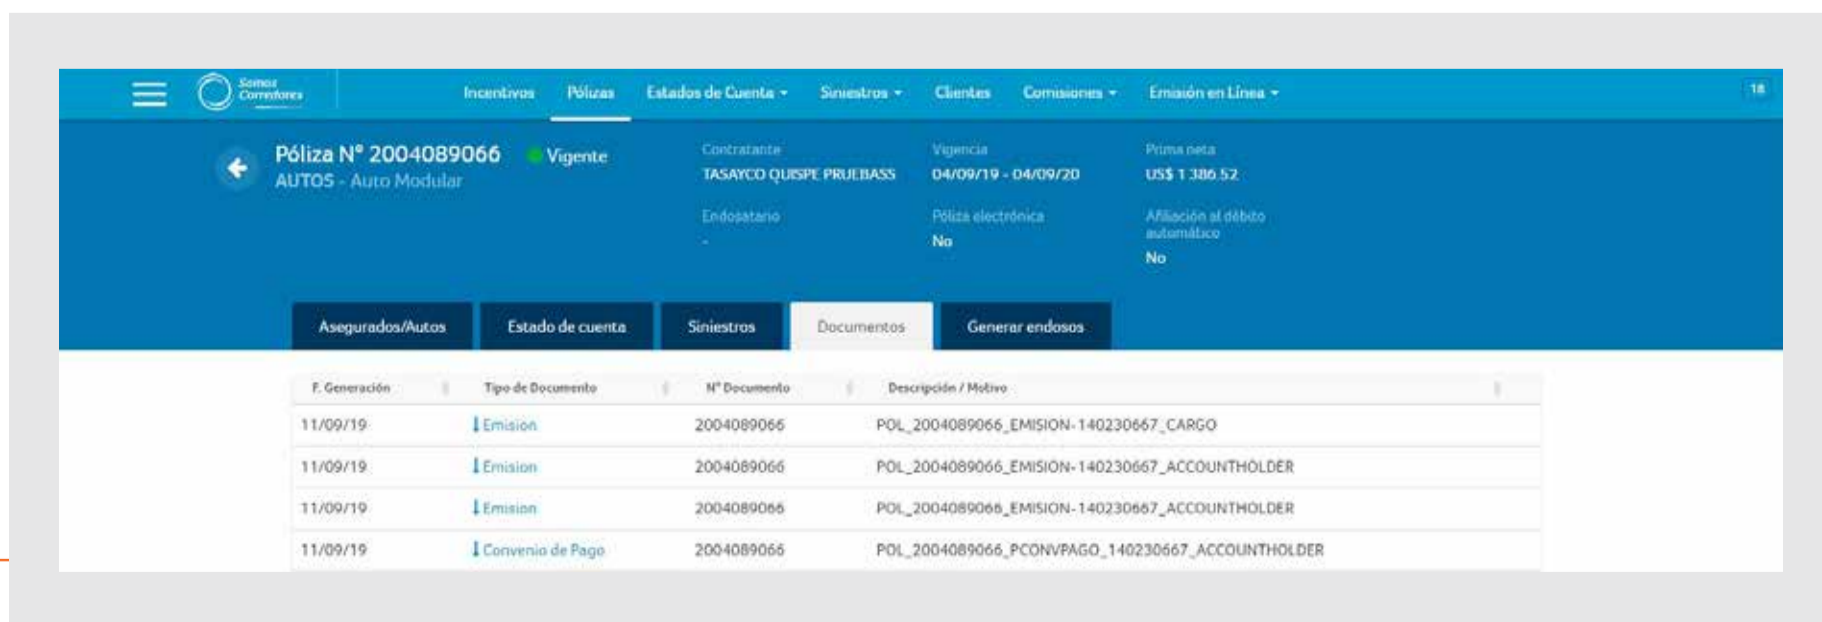 Somos
Corredores
Incentivos Pólizas Estados de Cuenta Siniestros Clientes Comisiones Emisión en Línea 18
Póliza Nº 2004089066 Vigente
AUTOS - Auto Modular
Contratante Vigencia Prima neta
TASAYCO QUISPE PRUEBASS 04/09/19 - 04/09/20 US$ 1 386.52
Endosatario Póliza electrónica Afiliación al débito
automático
- No
No
Asegurados/Autos Estado de cuenta Siniestros Documentos Generar endosos
F. Generación Tipo de Documento Nº Documento Descripción / Motivo
11/09/19 Emision 2004089066 POL_2004089066_EMISION-140230667_CARGO
11/09/19 Emision 2004089066 POL_2004089066_EMISION-140230667_ACCOUNTHOLDER
11/09/19 Emision 2004089066 POL_2004089066_EMISION-140230667_ACCOUNTHOLDER
11/09/19 Convenio de Pago 2004089066 POL_2004089066_PCONVPAGO_140230667_ACCOUNTHOLDER